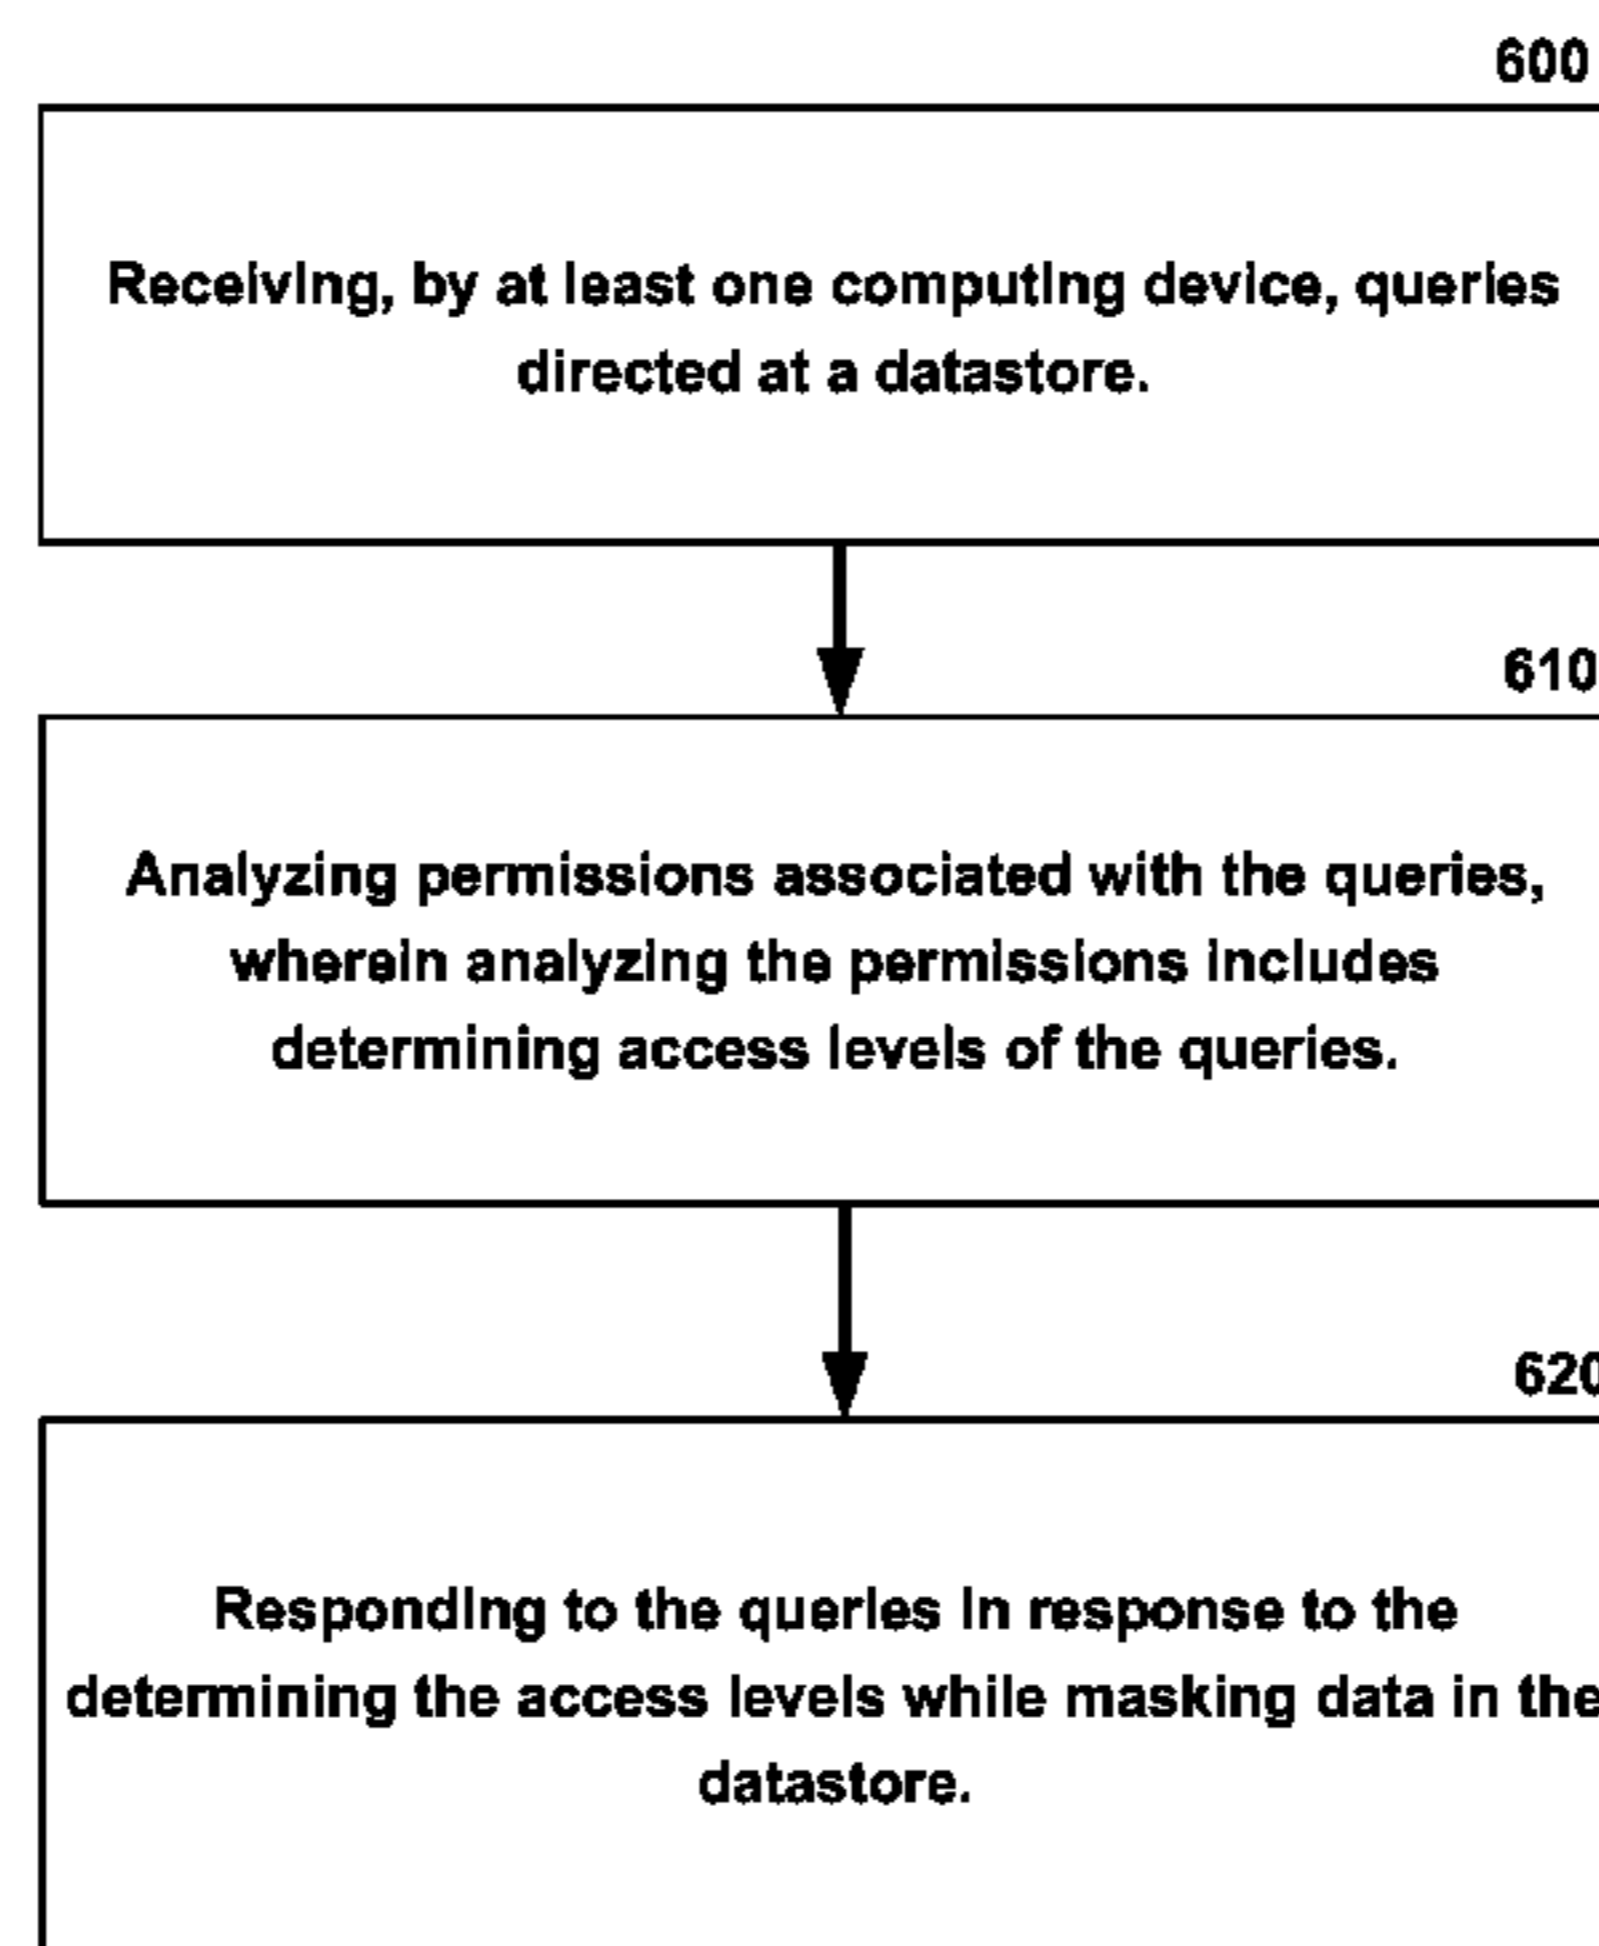 600
Receiving, by at least one computing device, queries
directed at a datastore.
610
Analyzing permissions associated with the queries,
wherein analyzing the permissions includes
determining access levels of the queries.
620
Responding to the queries in response to the
determining the access levels while masking data in the
datastore.